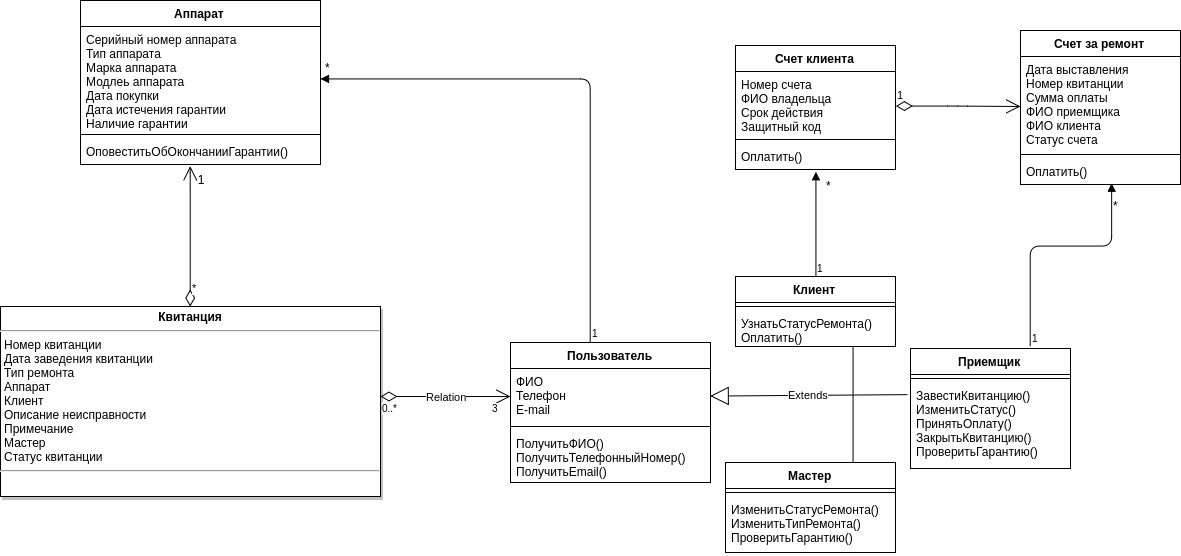 Аппарат
Серийный номер аппарата
Тип аппарата
Марка аппарата
Модлеь аппарата
Дата покупки
Дата истечения гарантии
Наличие гарантии
ОповеститьОбОкончанииГарантии()
*
1
*
Счет клиента
Номер счета
ФИО владельца
Срок действия
Защитный код
Оплатить()
1
*
1
Счет за ремонт
Дата выставления
Номер квитанции
Сумма оплаты
ФИО приемщика
ФИО клиента
Статус счета
Оплатить()
*
1
Квитанция
Номер квитанции
Дата заведения квитанции
Тип ремонта
Аппарат
Клиент
Описание неисправности
Примечание
Мастер
Статус квитанции
0..*
Relation
3
1
Пользователь
ФИО
Телефон
E-mail
ПолучитьФИО()
ПолучитьТелефонныйНомер()
ПолучитьEmail()
Клиент
УзнатьСтатусРемонта()
Оплатить()
Extends
Приемщик
ЗавестиКвитанцию()
ИзменитьСтатус()
ПринятьОплату()
ЗакрытьКвитанцию()
ПроверитьГарантию()
Мастер
ИзменитьСтатусРемонта()
ИзменитьТипРемонта()
ПроверитьГарантию()